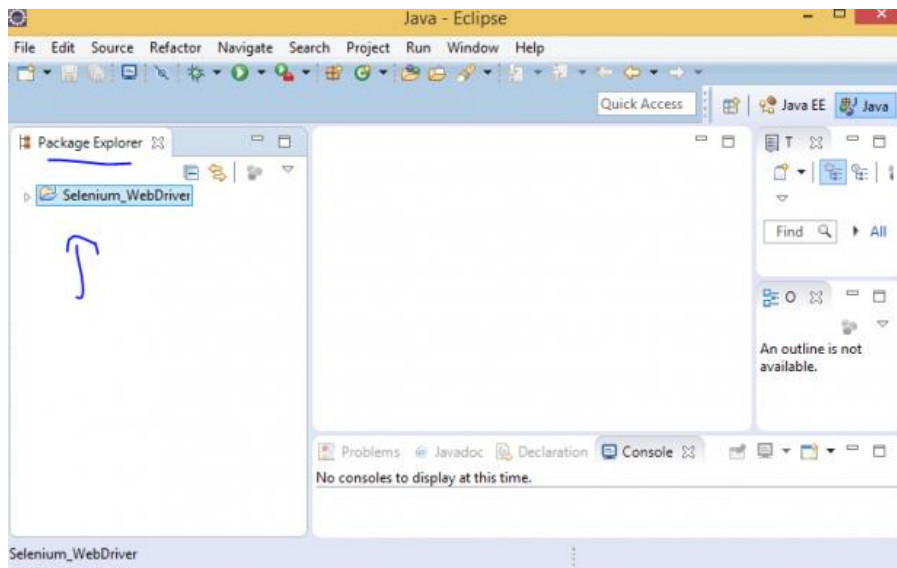 Java - Eclipse
File Edit Source Refactor Navigate Search Project Run Window Help
Quick Access Java EE Java
Package Explorer
T
Selenium_WebDriver
Find All
O
An outline is not
available.
Problems Javadoc Declaration Console
No consoles to display at this time.
Selenium_WebDriver